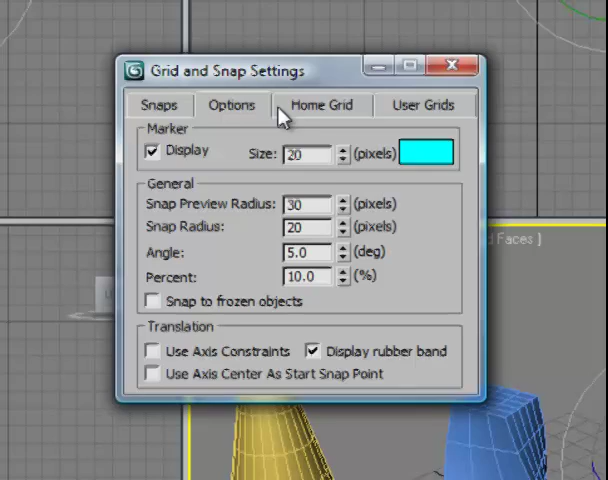 Grid and Snap Settings
Snaps Options Home Grid User Grids
Marker
Display Size: 20 (pixels)
General
Snap Preview Radius: 30 (pixels)
Snap Radius: 20 (pixels)
Angle: 5.0 (deg)
Percent: 10.0 (%)
Snap to frozen objects
Translation
Use Axis Constraints Display rubber band
Use Axis Center As Start Snap Point
d Faces ]